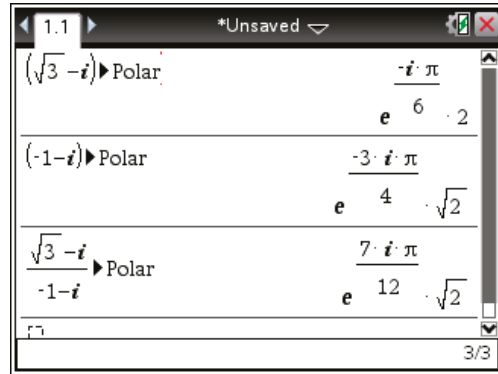 1.1 *Unsaved
(√3 −i)▸Polar
e^(-i·π/6)·2
(-1−i)▸Polar
e^(-3·i·π/4)·√2
(√3 −i)/(-1−i)▸Polar
e^(7·i·π/12)·√2
3/3